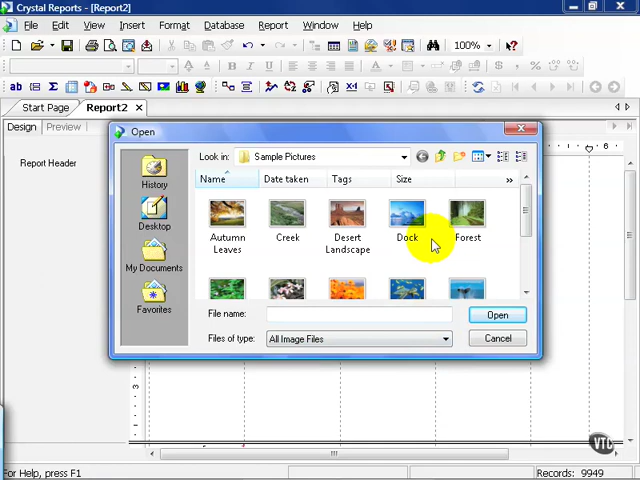 Crystal Reports - [Report2]
File Edit View Insert Format Database Report Window Help
100%
Start Page Report2
Design Preview
6
Report Header
Open
Look in: Sample Pictures
Name Date taken Tags Size »
History
Desktop
My Documents
Favorites
Autumn Leaves
Creek
Desert Landscape
Dock
Forest
File name:
Open
Files of type: All Image Files
Cancel
3
VTC
For Help, press F1
Records: 9949